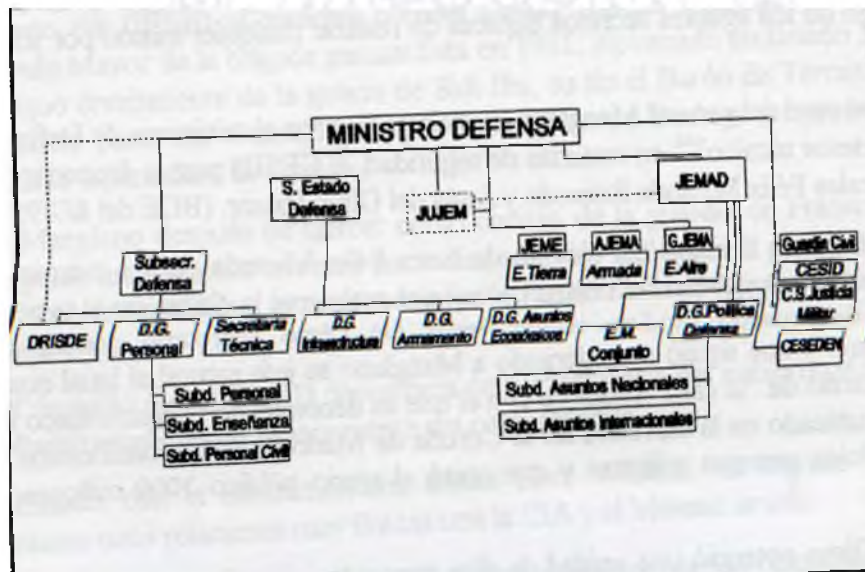 MINISTRO DEFENSA
S. Estado
Defensa
JUJEM
JEMAD
JEME
E.Tierra
AJEMA
Armada
G.JEMA
E.Aire
Guardia Civil
CESID
C.S.Justicia
Militar
CESEDEN
Subsecr.
Defensa
DRISDE
D.G.
Personal
Secretaría
Técnica
D.G.
Infraestructura
D.G.
Armamento
D.G. Asuntos
Económicos
E.M.
Conjunto
D.G.Política
Defensa
Subd. Personal
Subd. Enseñanza
Subd. Personal Civil
Subd. Asuntos Nacionales
Subd. Asuntos Internacionales